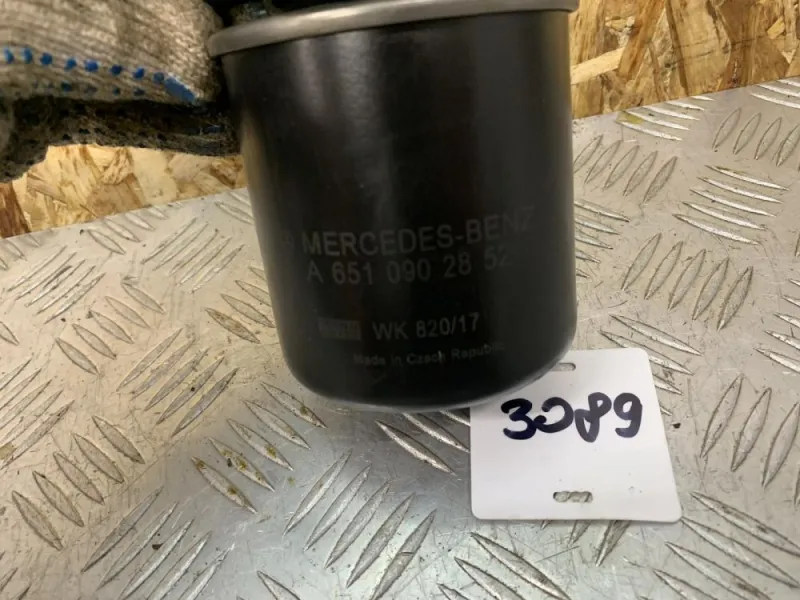 MERCEDES-BENZ
A 651 090 28 52
WK 820/17
Made in Czech Republic
3089